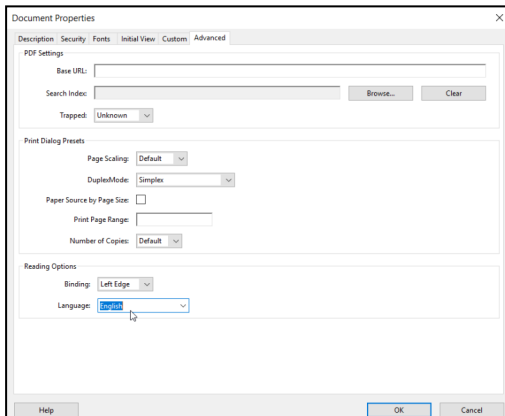 Document Properties
Description Security Fonts Initial View Custom Advanced
PDF Settings
Base URL:
Search Index: Browse... Clear
Trapped: Unknown
Print Dialog Presets
Page Scaling: Default
DuplexMode: Simplex
Paper Source by Page Size:
Print Page Range:
Number of Copies: Default
Reading Options
Binding: Left Edge
Language: English
Help OK Cancel